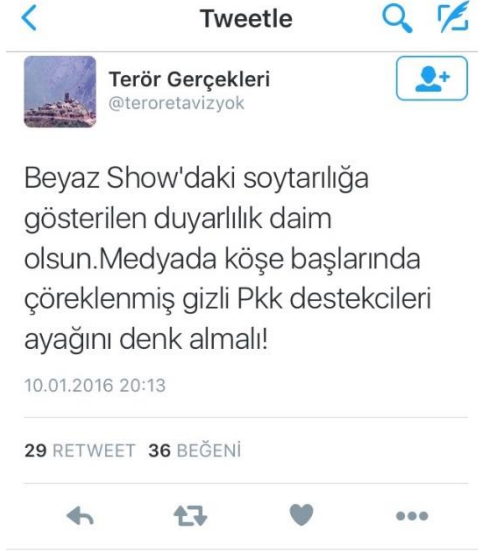 Tweetle
Terör Gerçekleri
@teroretavizyok
Beyaz Show'daki soytarılığa
gösterilen duyarlılık daim
olsun.Medyada köşe başlarında
çöreklenmiş gizli Pkk destekcileri
ayağını denk almalı!
10.01.2016 20:13
29 RETWEET 36 BEĞENİ